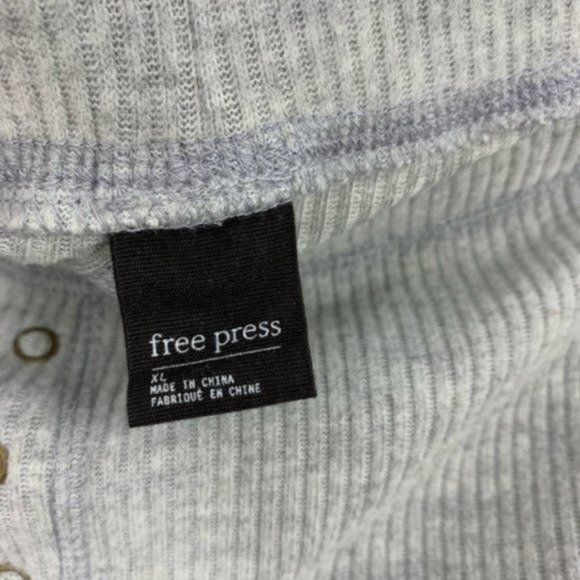 free press
XL
MADE IN CHINA
FABRIQUÉ EN CHINE